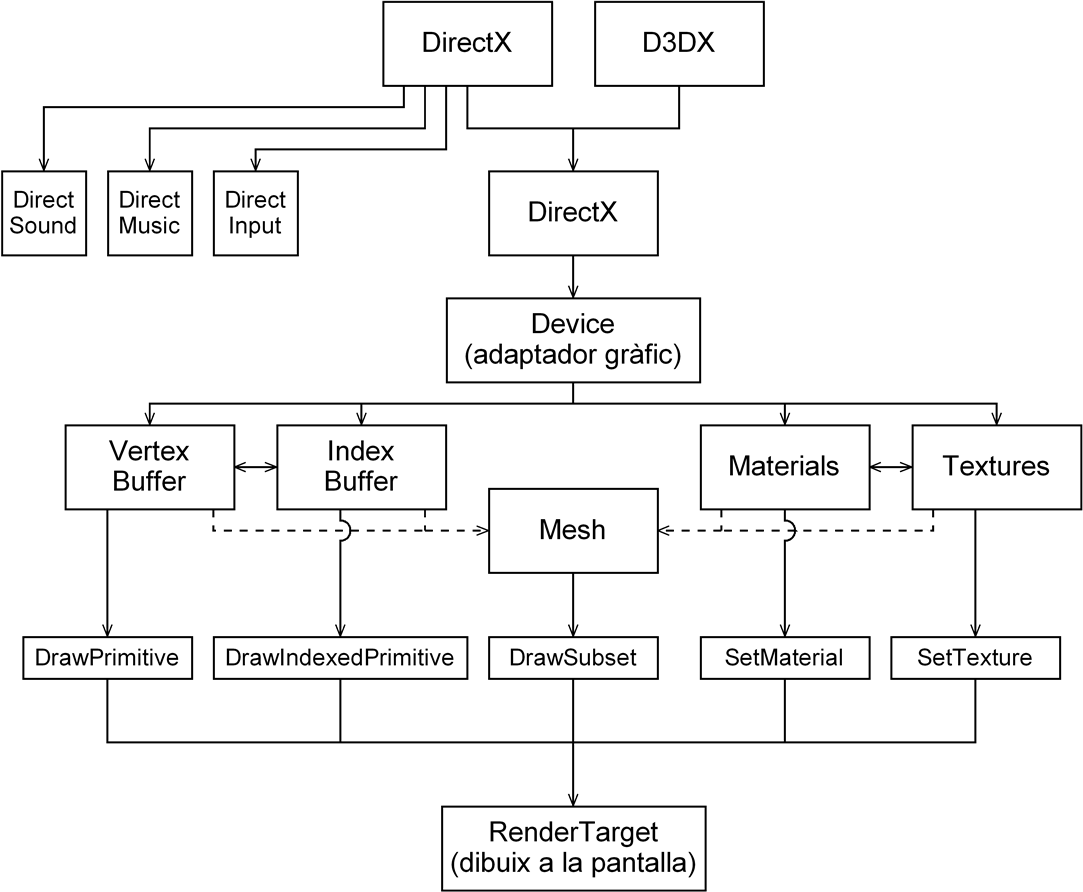 DirectX
D3DX
Direct
Sound
Direct
Music
Direct
Input
DirectX
Device
(adaptador gràfic)
Vertex
Buffer
Index
Buffer
Materials
Textures
Mesh
DrawPrimitive
DrawIndexedPrimitive
DrawSubset
SetMaterial
SetTexture
RenderTarget
(dibuix a la pantalla)